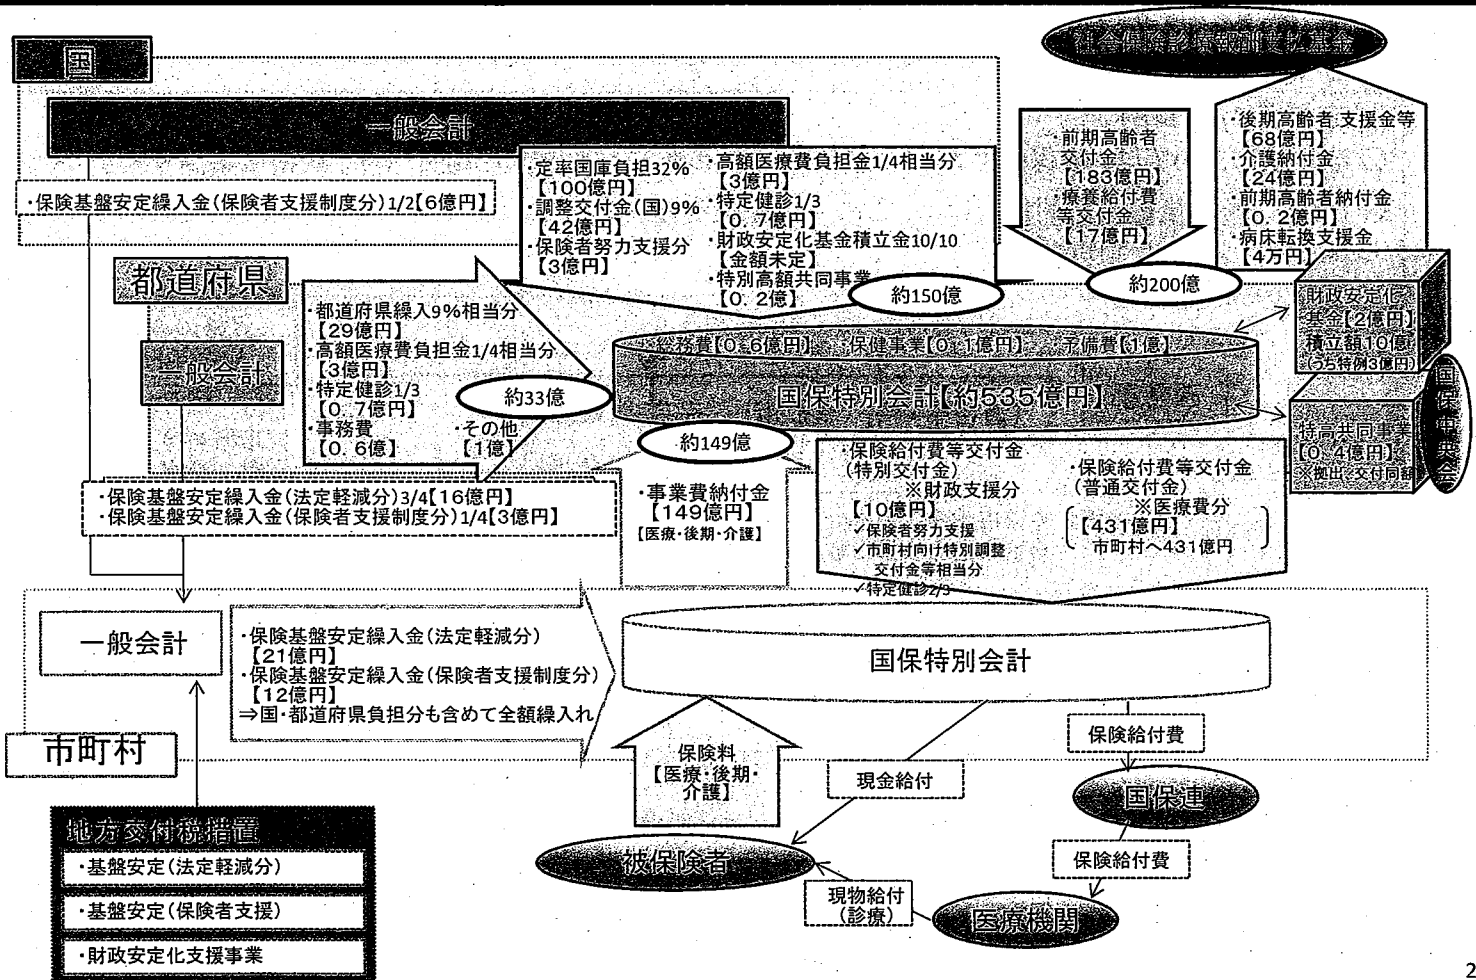 国
社会保険診療報酬支払基金
一般会計
・保険基盤安定繰入金(保険者支援制度分)1/2【6億円】
・定率国庫負担32%
【100億円】
・調整交付金(国)9%
【42億円】
・保険者努力支援分
【3億円】
・高額医療費負担金1/4相当分
【3億円】
・特定健診1/3
【0.7億円】
・財政安定化基金積立金10/10
【金額未定】
・特別高額共同事業
【0.2億】
約150億
・前期高齢者
交付金
【183億円】
・療養給付費
等交付金
【17億円】
約200億
・後期高齢者支援金等
【68億円】
・介護納付金
【24億円】
・前期高齢者納付金
【0.2億円】
・病床転換支援金
【4万円】
都道府県
一般会計
・都道府県繰入9%相当分
【29億円】
・高額医療費負担金1/4相当分
【3億円】
・特定健診1/3
【0.7億円】
・事務費
【0.6億】
・その他
【1億】
約33億
総務費【0.6億円】 保健事業【0.1億円】 予備費【1億】
国保特別会計【約535億円】
財政安定化
基金【2億円】
積立額10億
(うち特例3億円)
特高共同事業
【0.4億円】
※拠出・交付同額
国保中央会
・保険基盤安定繰入金(法定軽減分)3/4【16億円】
・保険基盤安定繰入金(保険者支援制度分)1/4【3億円】
約149億
・事業費納付金
【149億円】
【医療・後期・介護】
・保険給付費等交付金
(特別交付金)
※財政支援分
【10億円】
✓保険者努力支援
✓市町村向け特別調整
交付金等相当分
✓特定健診2/3
・保険給付費等交付金
(普通交付金)
※医療費分
【431億円】
市町村へ431億円
一般会計
・保険基盤安定繰入金(法定軽減分)
【21億円】
・保険基盤安定繰入金(保険者支援制度分)
【12億円】
⇒国・都道府県負担分も含めて全額繰入れ
国保特別会計
市町村
保険料
【医療・後期・
介護】
現金給付
保険給付費
国保連
保険給付費
被保険者
現物給付
(診療)
医療機関
地方交付税措置
・基盤安定(法定軽減分)
・基盤安定(保険者支援)
・財政安定化支援事業
2